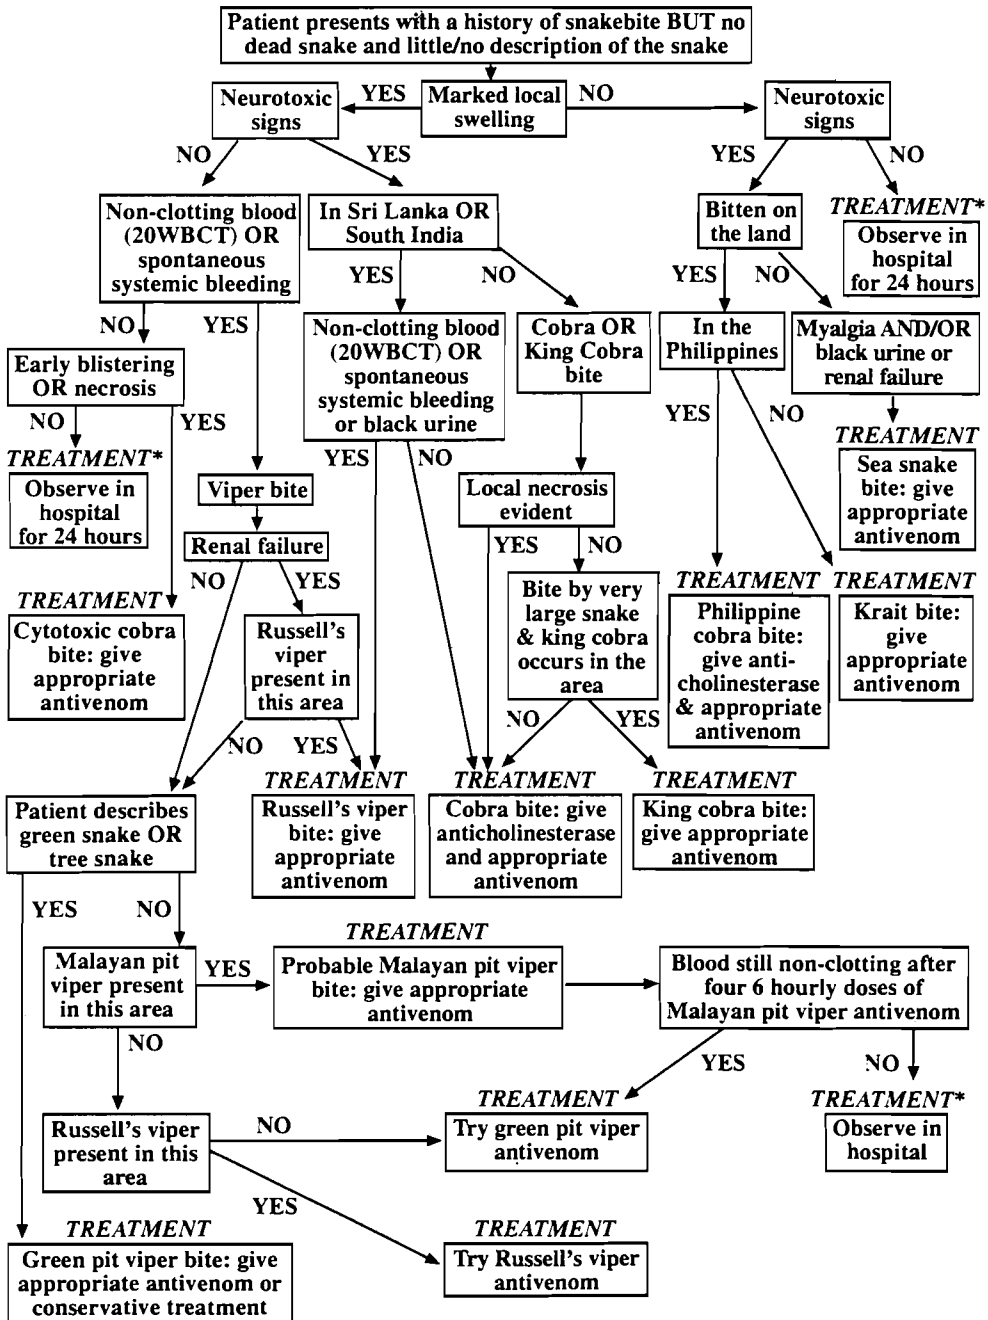 Patient presents with a history of snakebite BUT no
dead snake and little/no description of the snake
Neurotoxic
signs
YES
Marked local
swelling
NO
Neurotoxic
signs
NO
YES
YES
NO
Non-clotting blood
(20WBCT) OR
spontaneous
systemic bleeding
In Sri Lanka OR
South India
Bitten on
the land
TREATMENT*
Observe in
hospital
for 24 hours
NO
YES
YES
NO
YES
NO
Early blistering
OR necrosis
Non-clotting blood
(20WBCT) OR
spontaneous
systemic bleeding
or black urine
Cobra OR
King Cobra
bite
In the
Philippines
Myalgia AND/OR
black urine or
renal failure
NO
YES
YES
NO
YES
NO
TREATMENT*
Observe in
hospital
for 24 hours
Viper bite
Renal failure
Local necrosis
evident
TREATMENT
Sea snake
bite: give
appropriate
antivenom
NO
YES
YES
NO
TREATMENT
Cytotoxic cobra
bite: give
appropriate
antivenom
Russell's
viper
present in
this area
Bite by very
large snake
& king cobra
occurs in the
area
TREATMENT
Philippine
cobra bite:
give anti-
cholinesterase
& appropriate
antivenom
TREATMENT
Krait bite:
give
appropriate
antivenom
NO
YES
NO
YES
Patient describes
green snake OR
tree snake
TREATMENT
Russell's viper
bite: give
appropriate
antivenom
TREATMENT
Cobra bite: give
anticholinesterase
and appropriate
antivenom
TREATMENT
King cobra bite:
give appropriate
antivenom
YES
NO
Malayan pit
viper present
in this area
YES
TREATMENT
Probable Malayan pit viper
bite: give appropriate
antivenom
Blood still non-clotting after
four 6 hourly doses of
Malayan pit viper antivenom
NO
YES
NO
Russell's viper
present in this
area
NO
TREATMENT
Try green pit viper
antivenom
TREATMENT*
Observe in
hospital
YES
TREATMENT
Green pit viper bite: give
appropriate antivenom or
conservative treatment
TREATMENT
Try Russell's viper
antivenom